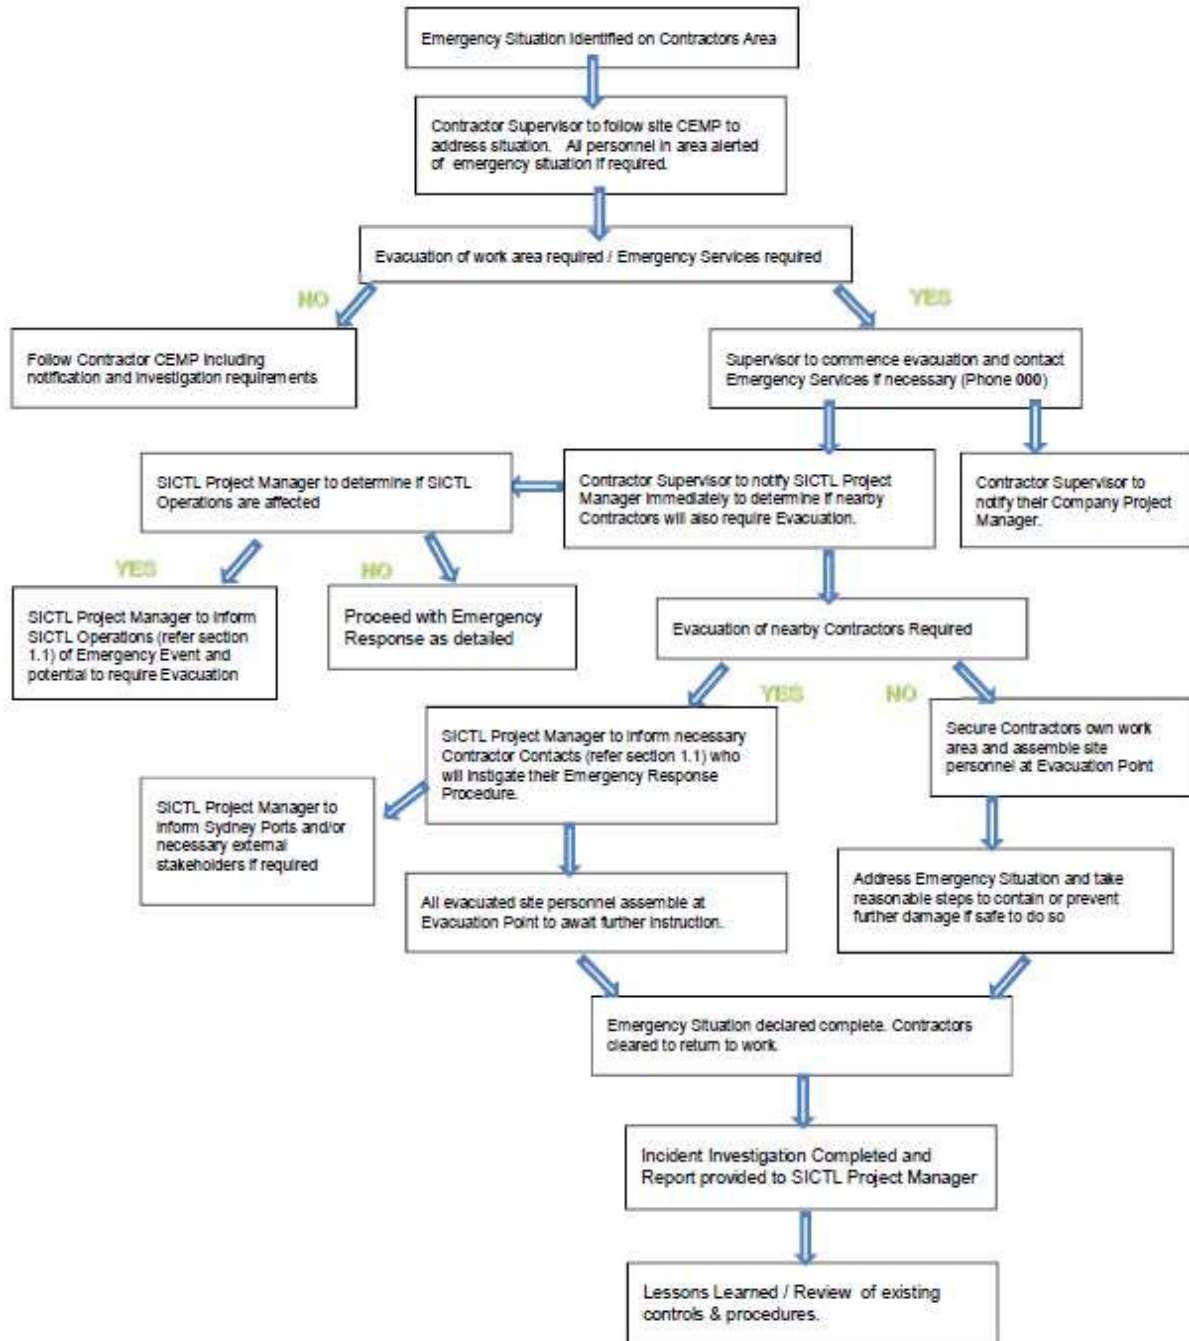 Emergency Situation Identified on Contractors Area
Contractor Supervisor to follow site CEMP to
address situation. All personnel in area alerted
of emergency situation if required.
Evacuation of work area required / Emergency Services required
NO
YES
Follow Contractor CEMP including
notification and investigation requirements
Supervisor to commence evacuation and contact
Emergency Services if necessary (Phone 000)
SICTL Project Manager to determine if SICTL
Operations are affected
Contractor Supervisor to notify SICTL Project
Manager immediately to determine if nearby
Contractors will also require Evacuation.
Contractor Supervisor to
notify their Company Project
Manager.
YES
NO
SICTL Project Manager to inform
SICTL Operations (refer section
1.1) of Emergency Event and
potential to require Evacuation
Proceed with Emergency
Response as detailed
Evacuation of nearby Contractors Required
YES
NO
SICTL Project Manager to inform necessary
Contractor Contacts (refer section 1.1) who
will instigate their Emergency Response
Procedure.
Secure Contractors own work
area and assemble site
personnel at Evacuation Point
SICTL Project Manager to
inform Sydney Ports and/or
necessary external
stakeholders if required
All evacuated site personnel assemble at
Evacuation Point to await further instruction.
Address Emergency Situation and take
reasonable steps to contain or prevent
further damage if safe to do so
Emergency Situation declared complete. Contractors
cleared to return to work.
Incident Investigation Completed and
Report provided to SICTL Project Manager
Lessons Learned / Review of existing
controls & procedures.